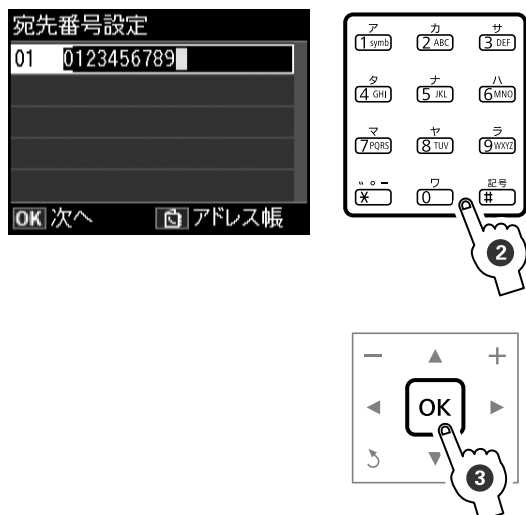 宛先番号設定
01 0123456789
OK 次へ アドレス帳
ア カ サ
1 symb 2 ABC 3 DEF
タ ナ ハ
4 GHI 5 JKL 6 MNO
マ ヤ ラ
7 PQRS 8 TUV 9 WXYZ
゛ ゜ ー ワ 記号
* 0 #
2
− +
OK
3